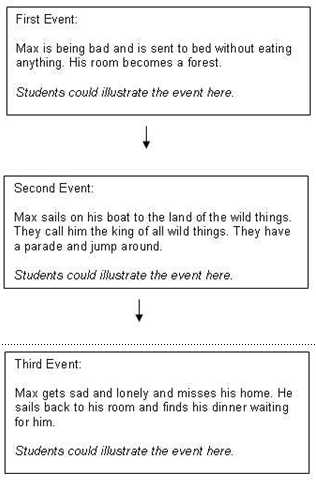 First Event:
Max is being bad and is sent to bed without eating
anything. His room becomes a forest.
Students could illustrate the event here.
Second Event:
Max sails on his boat to the land of the wild things.
They call him the king of all wild things. They have
a parade and jump around.
Students could illustrate the event here.
Third Event:
Max gets sad and lonely and misses his home. He
sails back to his room and finds his dinner waiting
for him.
Students could illustrate the event here.